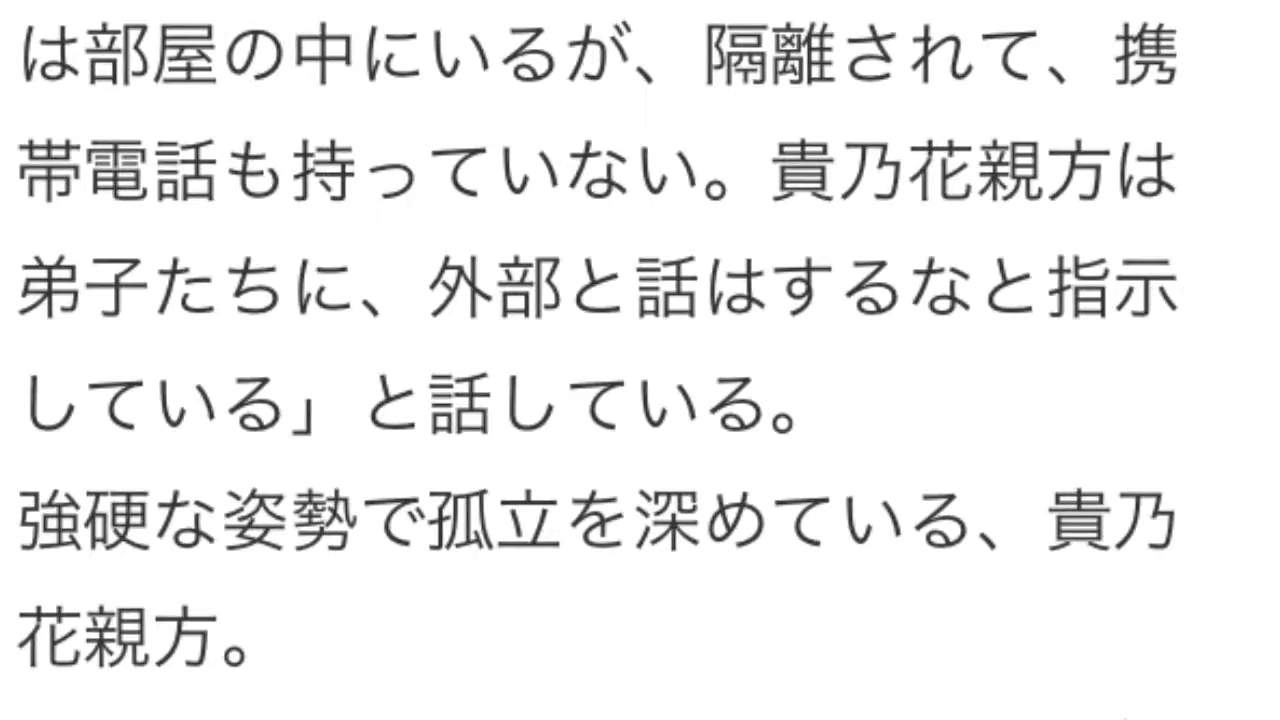 は部屋の中にいるが、隔離されて、携
帯電話も持っていない。貴乃花親方は
弟子たちに、外部と話はするなと指示
している」と話している。
強硬な姿勢で孤立を深めている、貴乃
花親方。